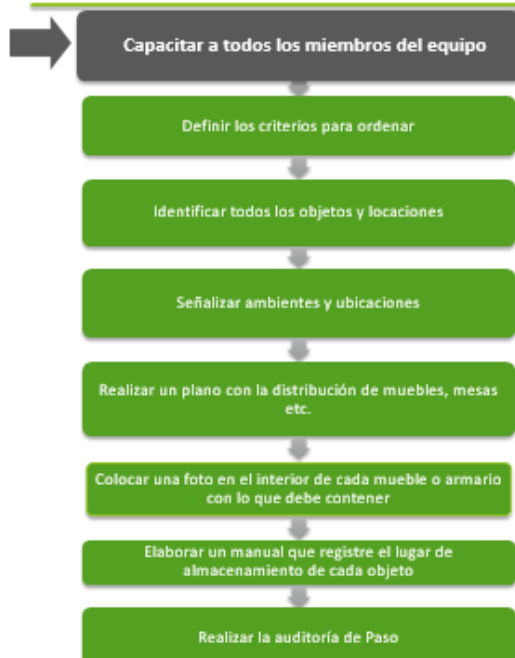 Capacitar a todos los miembros del equipo
Definir los criterios para ordenar
Identificar todos los objetos y locaciones
Señalizar ambientes y ubicaciones
Realizar un plano con la distribución de muebles, mesas
etc.
Colocar una foto en el interior de cada mueble o armario
con lo que debe contener
Elaborar un manual que registre el lugar de
almacenamiento de cada objeto
Realizar la auditoría de Paso